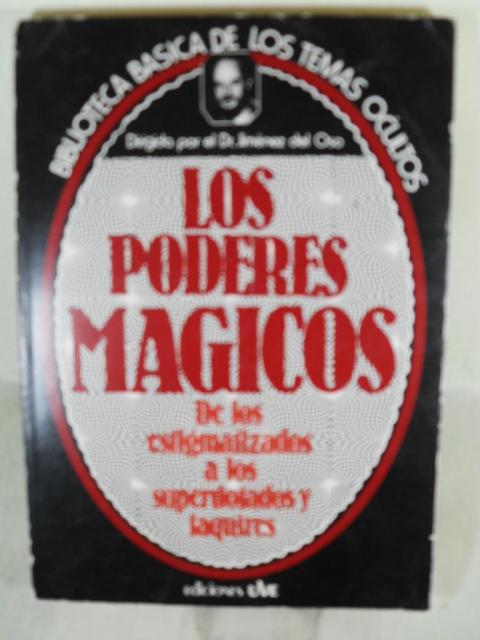 BIBLIOTECA BASICA DE LOS TEMAS OCULTOS
Dirigido por el Dr. Jiménez del Oso
LOS
PODERES
MAGICOS
De los
estigmatizados
a los
superdotados y
faquires
ediciones UVE